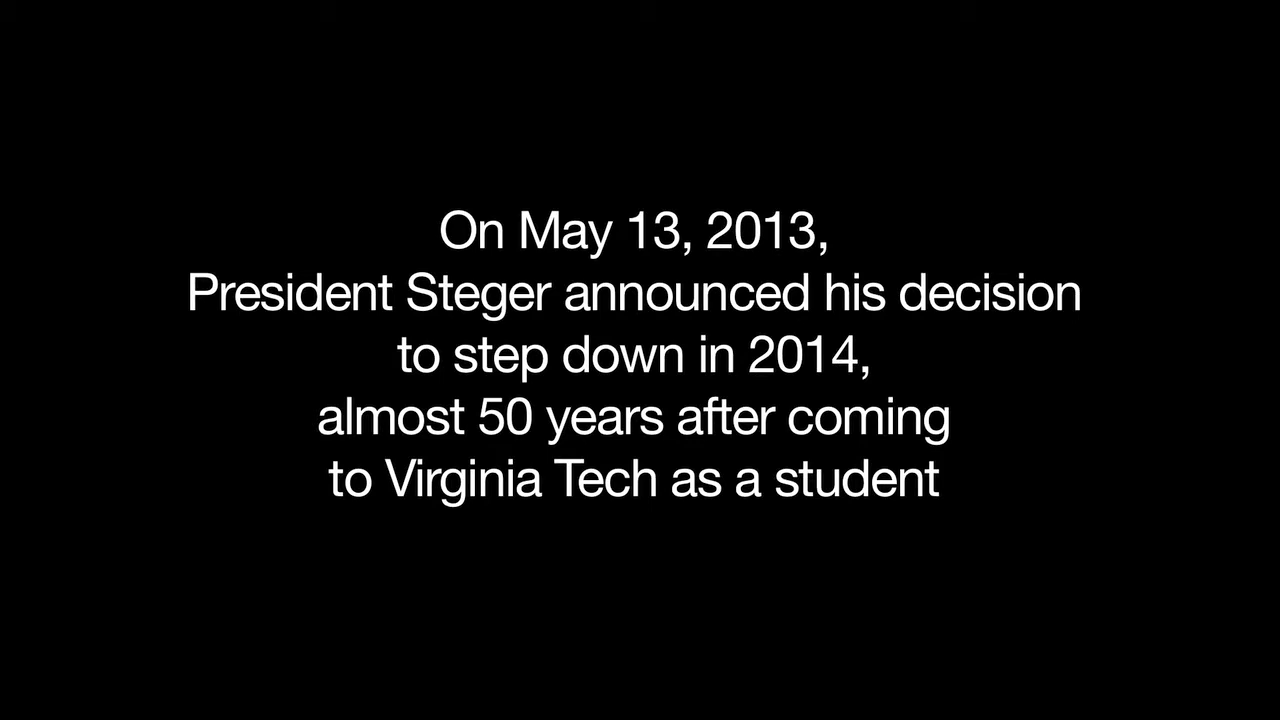 On May 13, 2013,
President Steger announced his decision
to step down in 2014,
almost 50 years after coming
to Virginia Tech as a student